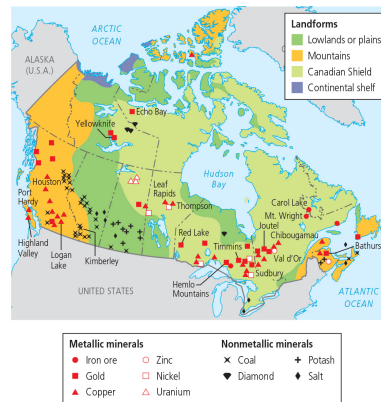 ARCTIC
OCEAN
ALASKA
(U.S.A.)
Landforms
Lowlands or plains
Mountains
Canadian Shield
Continental shelf
Echo Bay
Yellowknife
Hudson
Bay
Leaf
Rapids
Thompson
Houston
Port
Hardy
Highland
Valley
Logan
Lake
Kimberley
Red Lake
Timmins
Hemlo
Mountains
Sudbury
Carol Lake
Mt. Wright
Joutel
Chibougamau
Val d'Or
Bathurs
UNITED STATES
ATLANTIC
OCEAN
Metallic minerals
Iron ore
Gold
Copper
Zinc
Nickel
Uranium
Nonmetallic minerals
Coal
Diamond
Potash
Salt